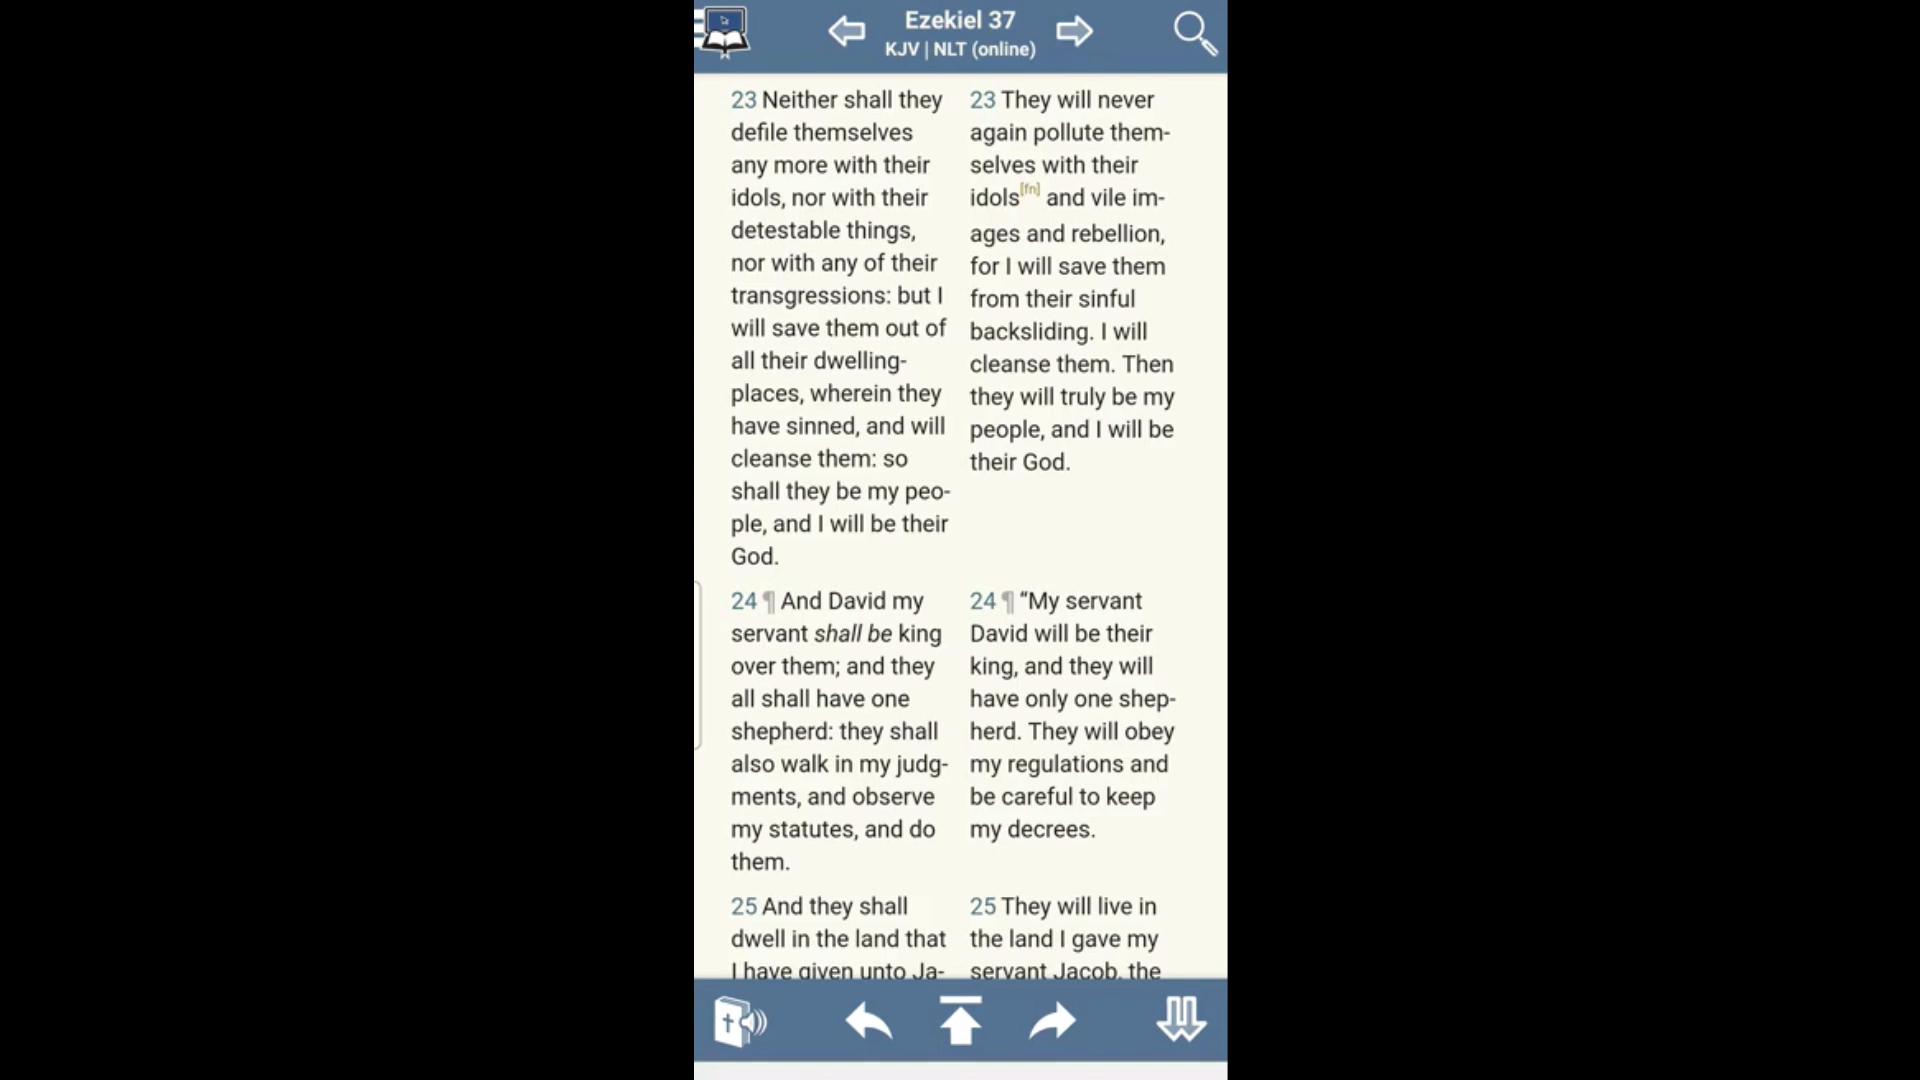 Ezekiel 37
KJV | NLT (online)
23 Neither shall they
defile themselves
any more with their
idols, nor with their
detestable things,
nor with any of their
transgressions: but I
will save them out of
all their dwelling-
places, wherein they
have sinned, and will
cleanse them: so
shall they be my peo-
ple, and I will be their
God.
23 They will never
again pollute them-
selves with their
idols[fn] and vile im-
ages and rebellion,
for I will save them
from their sinful
backsliding. I will
cleanse them. Then
they will truly be my
people, and I will be
their God.
24 ¶ And David my
servant shall be king
over them; and they
all shall have one
shepherd: they shall
also walk in my judg-
ments, and observe
my statutes, and do
them.
24 ¶ “My servant
David will be their
king, and they will
have only one shep-
herd. They will obey
my regulations and
be careful to keep
my decrees.
25 And they shall
dwell in the land that
I have given unto Ja-
25 They will live in
the land I gave my
servant Jacob, the